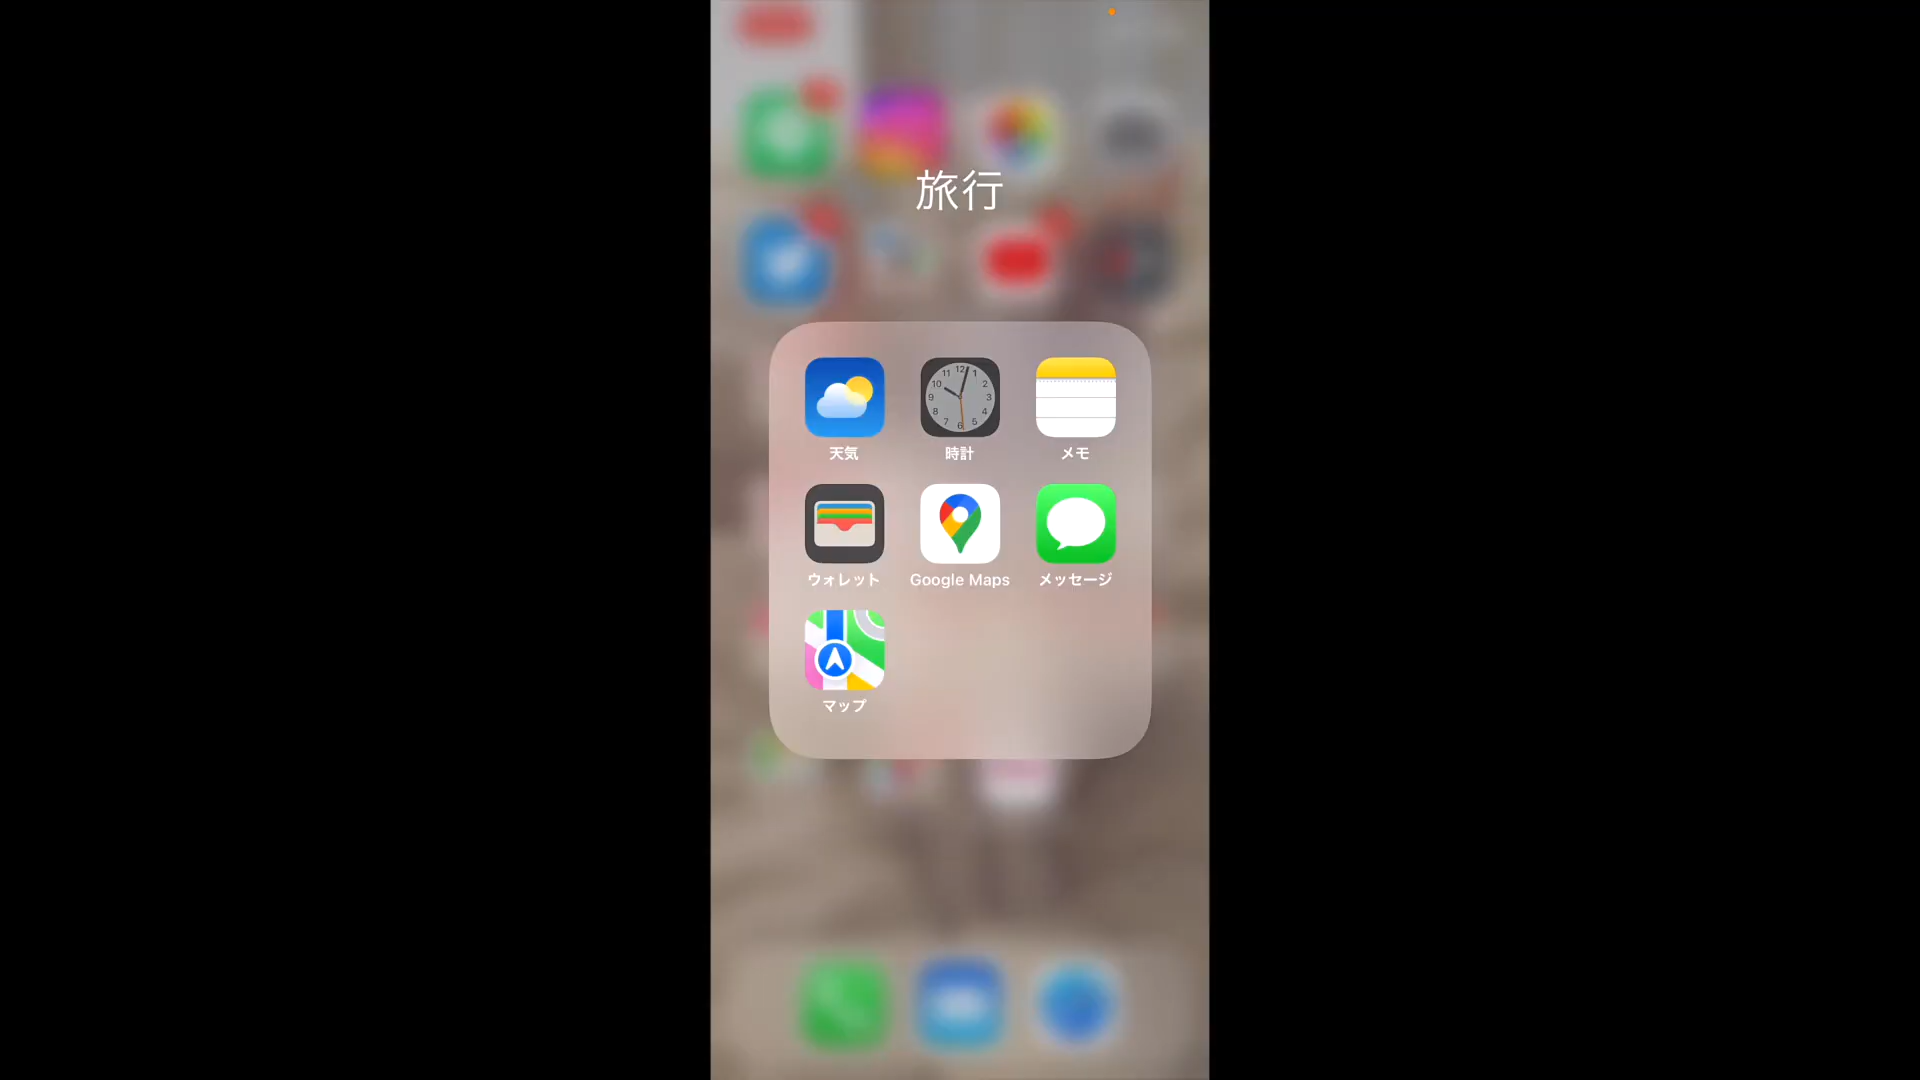 旅行
天気
時計
メモ
ウォレット
Google Maps
メッセージ
マップ